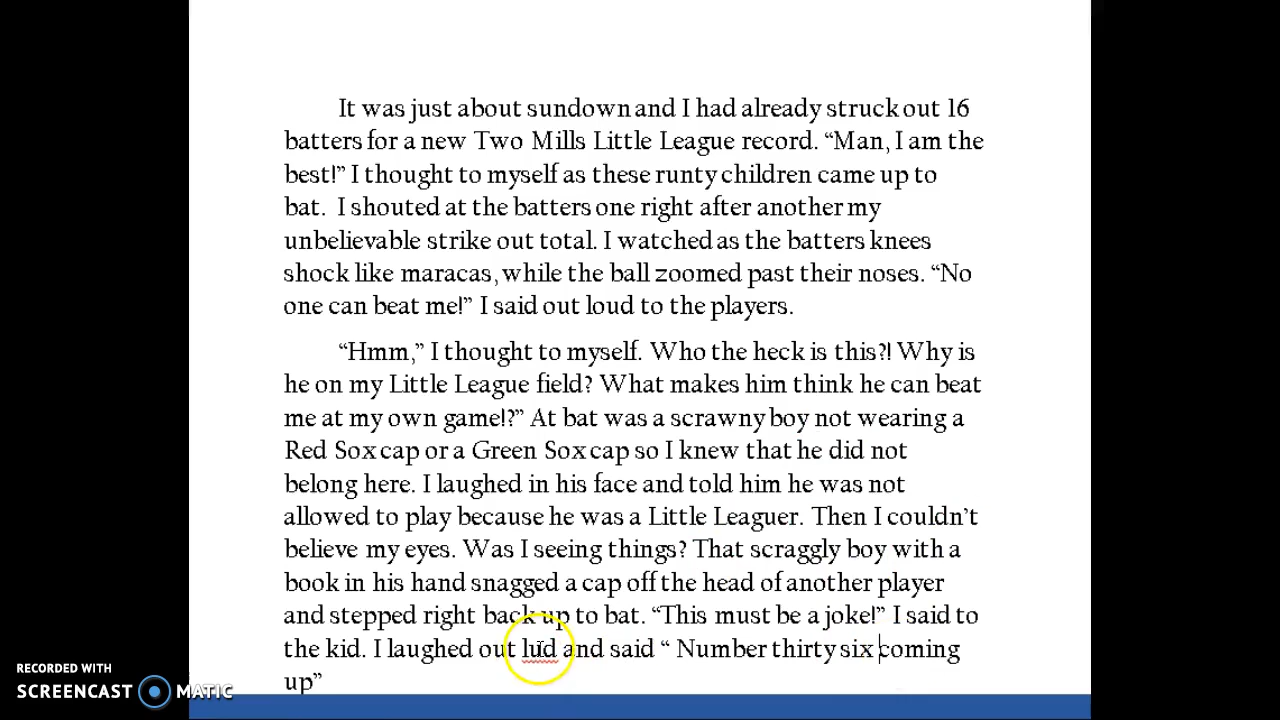 It was just about sundown and I had already struck out 16
batters for a new Two Mills Little League record. “Man, I am the
best!” I thought to myself as these runty children came up to
bat.  I shouted at the batters one right after another my
unbelievable strike out total. I watched as the batters knees
shock like maracas, while the ball zoomed past their noses. “No
one can beat me!” I said out loud to the players.
“Hmm,” I thought to myself. Who the heck is this?! Why is
he on my Little League field? What makes him think he can beat
me at my own game!?” At bat was a scrawny boy not wearing a
Red Sox cap or a Green Sox cap so I knew that he did not
belong here. I laughed in his face and told him he was not
allowed to play because he was a Little Leaguer. Then I couldn’t
believe my eyes. Was I seeing things? That scraggly boy with a
book in his hand snagged a cap off the head of another player
and stepped right back up to bat. “This must be a joke!” I said to
the kid. I laughed out lud and said “ Number thirty six coming
up”
RECORDED WITH
SCREENCAST MATIC